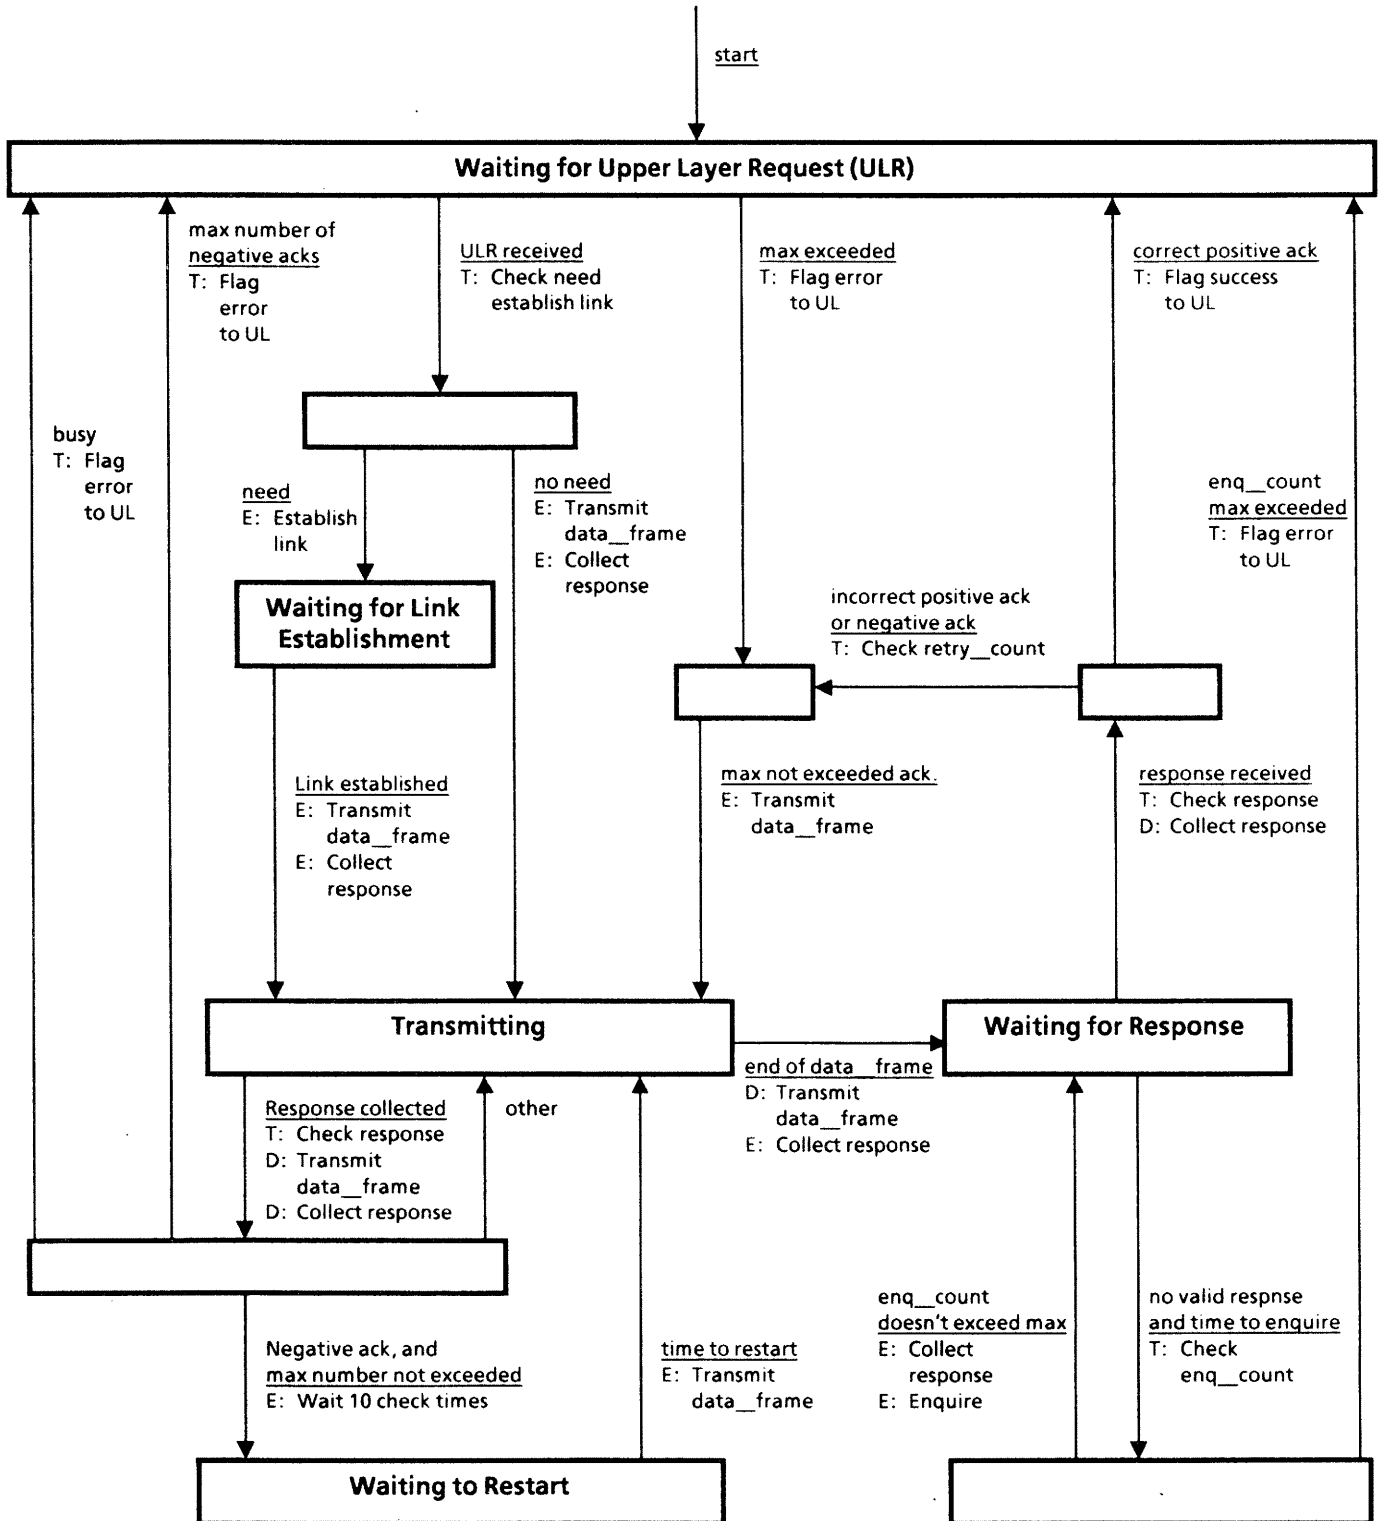 start
Waiting for Upper Layer Request (ULR)
max number of
negative acks
T: Flag
error
to UL
ULR received
T: Check need
establish link
max exceeded
T: Flag error
to UL
correct positive ack
T: Flag success
to UL
busy
T: Flag
error
to UL
need
E: Establish
link
no need
E: Transmit
data__frame
E: Collect
response
enq__count
max exceeded
T: Flag error
to UL
Waiting for Link
Establishment
incorrect positive ack
or negative ack
T: Check retry__count
Link established
E: Transmit
data__frame
E: Collect
response
max not exceeded ack.
E: Transmit
data__frame
response received
T: Check response
D: Collect response
Transmitting
Waiting for Response
end of data__frame
D: Transmit
data__frame
E: Collect response
Response collected
T: Check response
D: Transmit
data__frame
D: Collect response
other
Negative ack, and
max number not exceeded
E: Wait 10 check times
time to restart
E: Transmit
data__frame
enq__count
doesn't exceed max
E: Collect
response
E: Enquire
no valid respnse
and time to enquire
T: Check
enq__count
Waiting to Restart